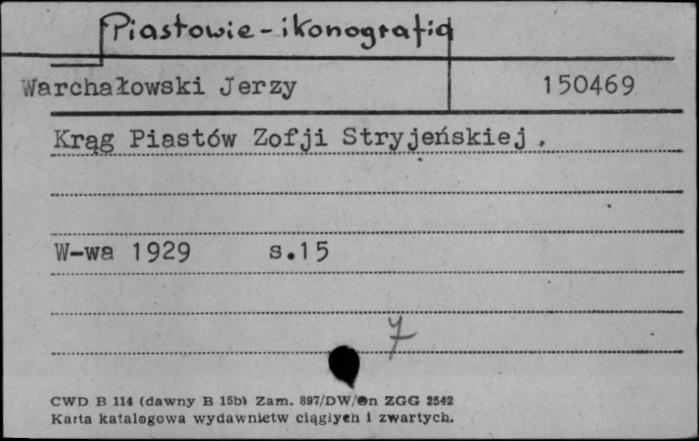 Piastowie - ikonografia
Warchałowski Jerzy 150469
Krąg Piastów Zofji Stryjeńskiej.
W-wa 1929 s.15
7
CWD B 114 (dawny B 15b) Zam. 897/DW/en ZGG 2542
Karta katalogowa wydawnictw ciągłych i zwartych.